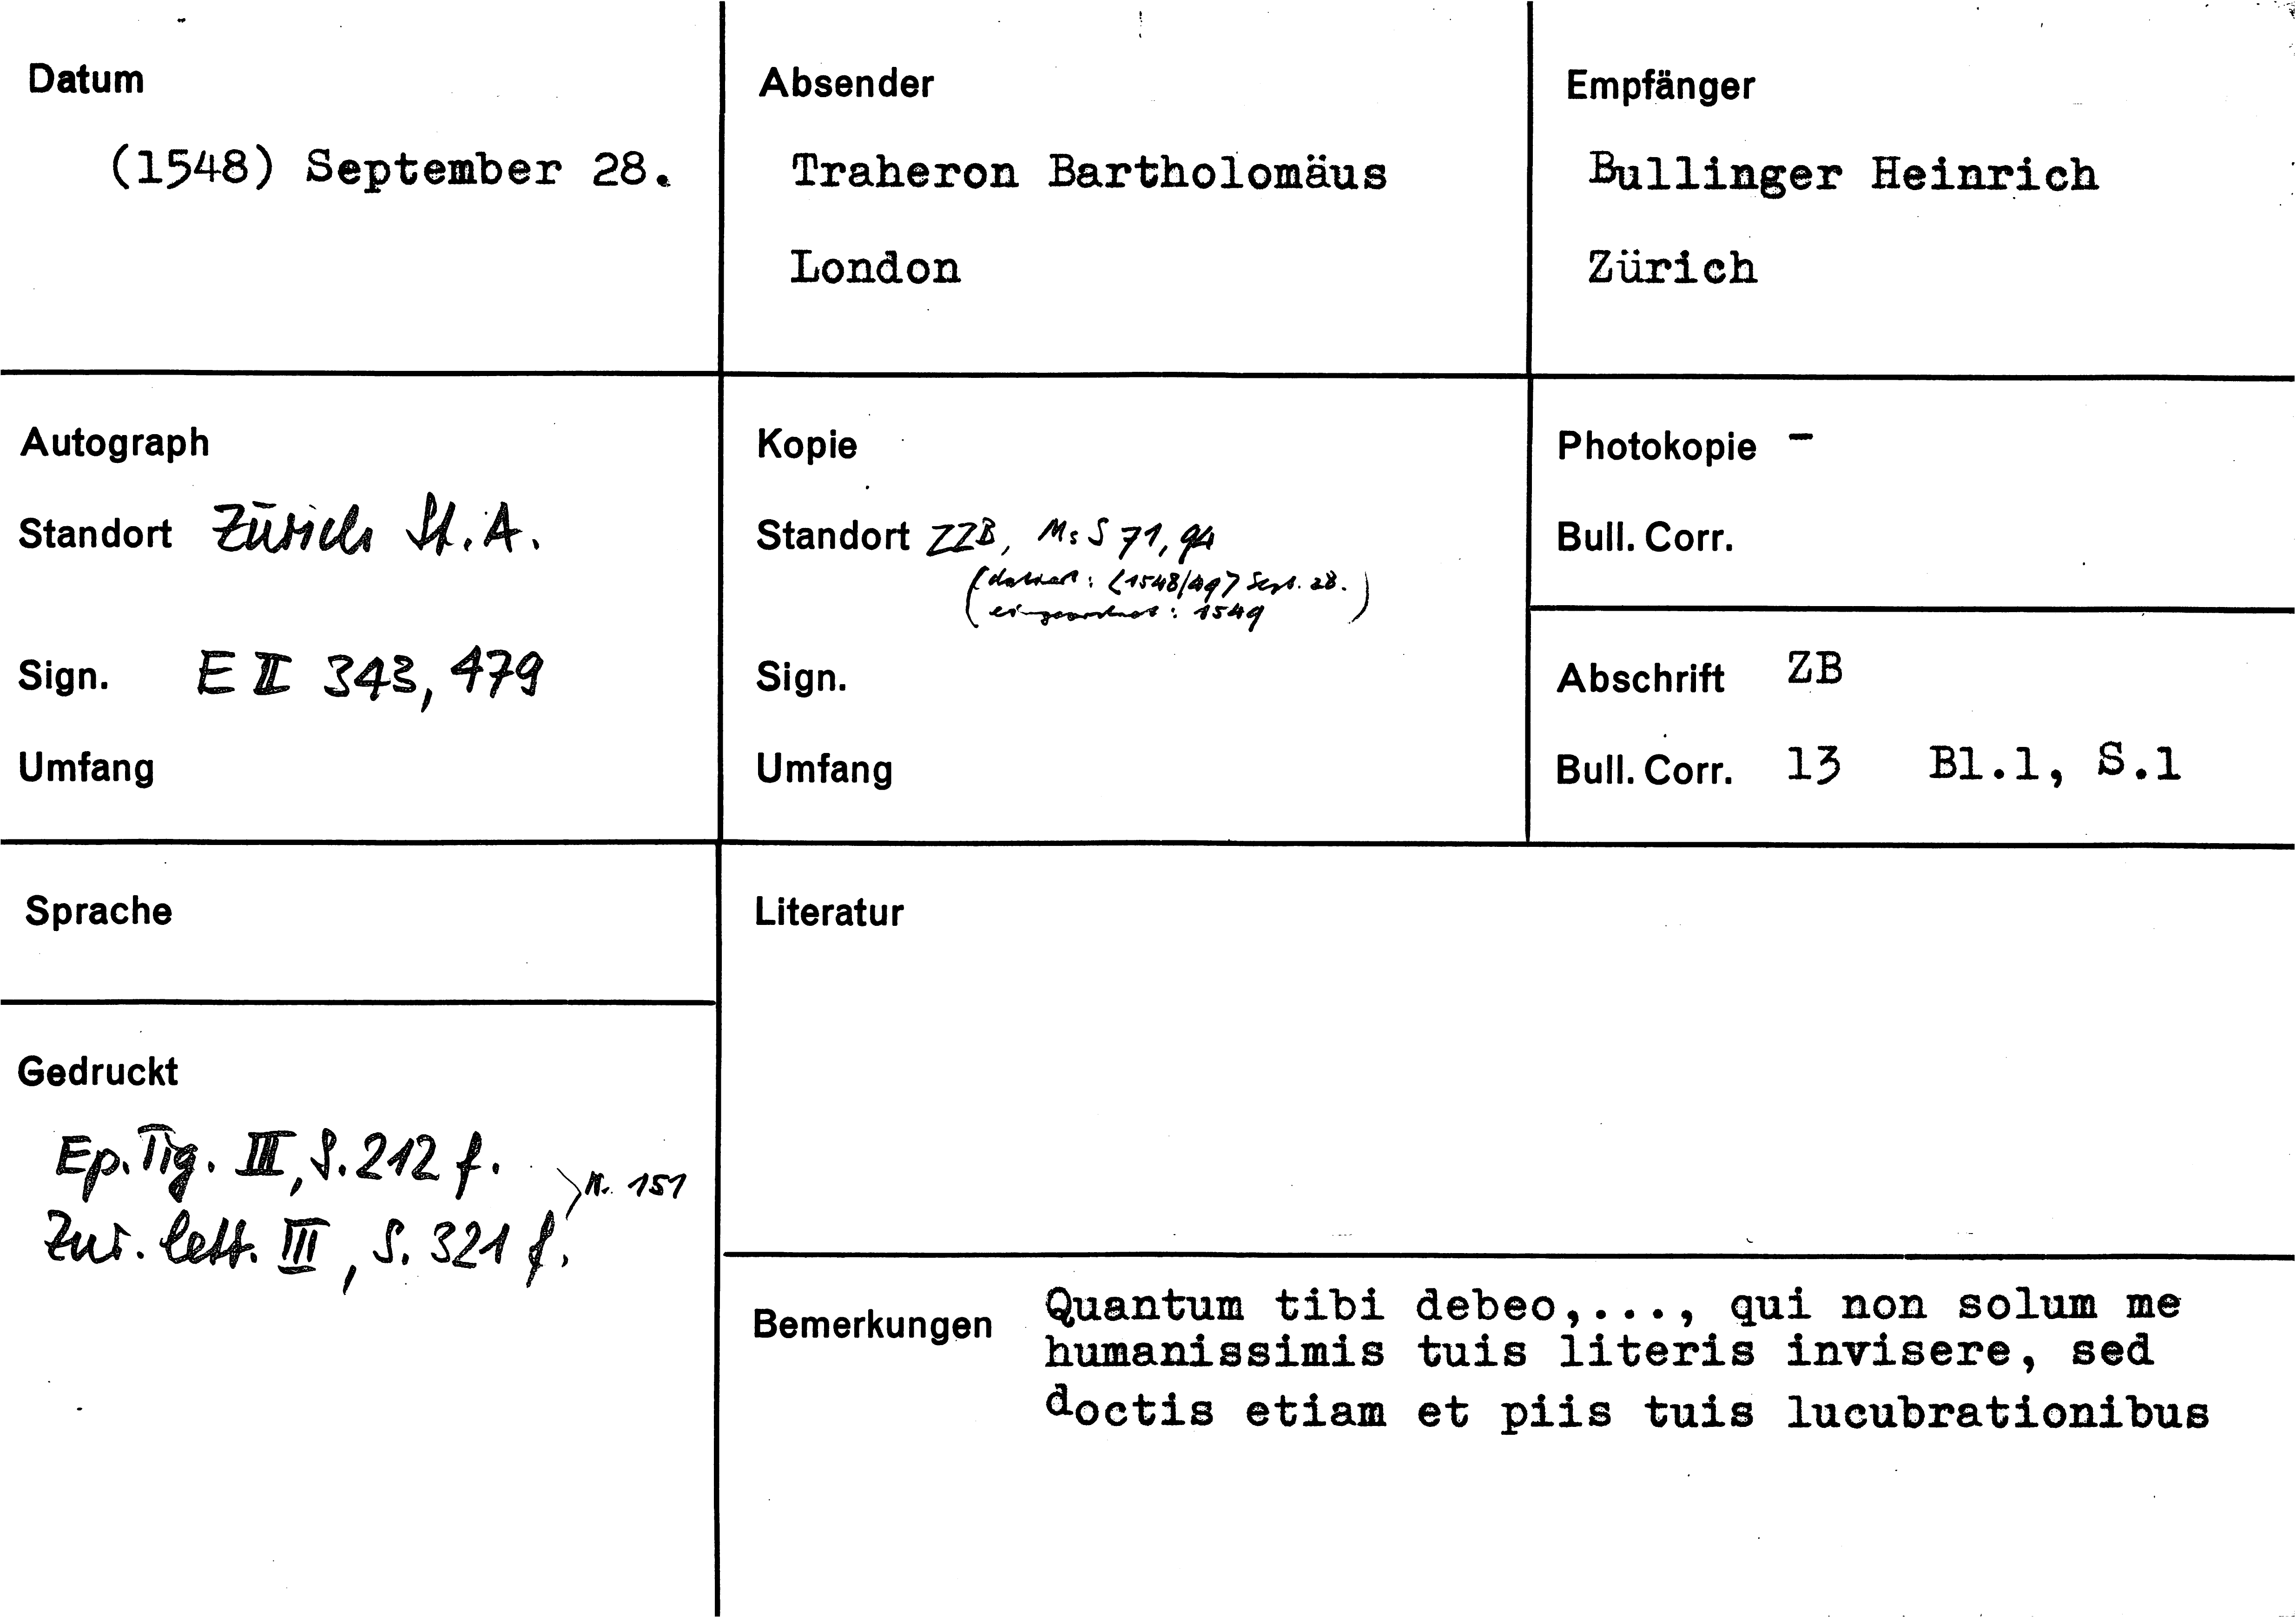 Datum
(1548) September 28.
Absender
Traheron Bartholomäus
London
Empfänger
Bullinger Heinrich
Zürich
Autograph
Standort Zürich St.A.
Sign. E II 343, 479
Umfang
Kopie
Standort ZZB, Ms S 71, 94
(datiert: <1548/49> Sept. 28.
eingeordnet: 1549)
Sign.
Umfang
Photokopie -
Bull. Corr.
Abschrift ZB
Bull. Corr. 13 Bl.1, S.1
Sprache
Gedruckt
Ep. Tig. III, S. 212 f.
Zur. lett. III, S. 321 f.
N. 151
Literatur
Bemerkungen
Quantum tibi debeo,..., qui non solum me
humanissimis tuis literis invisere, sed
doctis etiam et piis tuis lucubrationibus